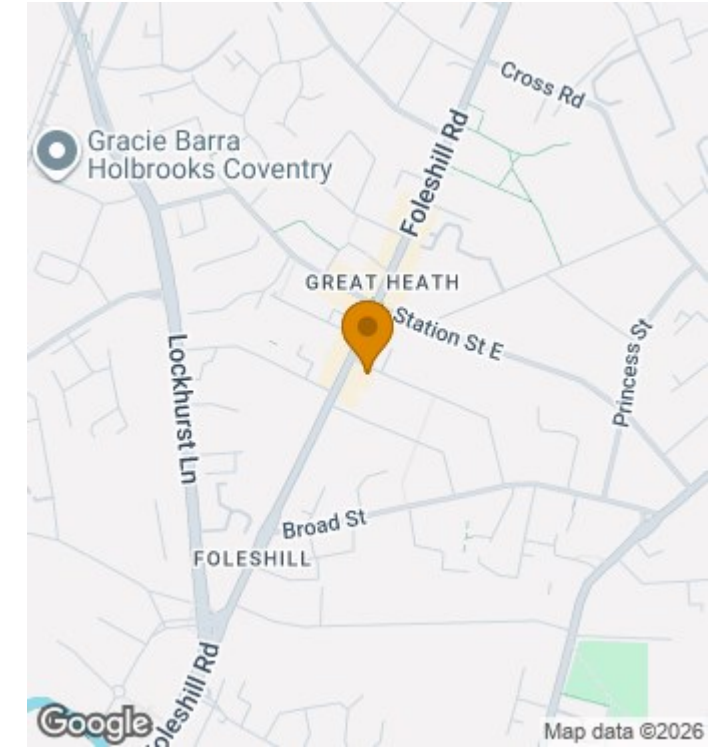 Cross Rd
Gracie Barra
Holbrooks Coventry
Foleshill Rd
GREAT HEATH
Station St E
Princess St
Lockhurst Ln
Broad St
FOLESHILL
oleshill Rd
Google
Map data ©2026